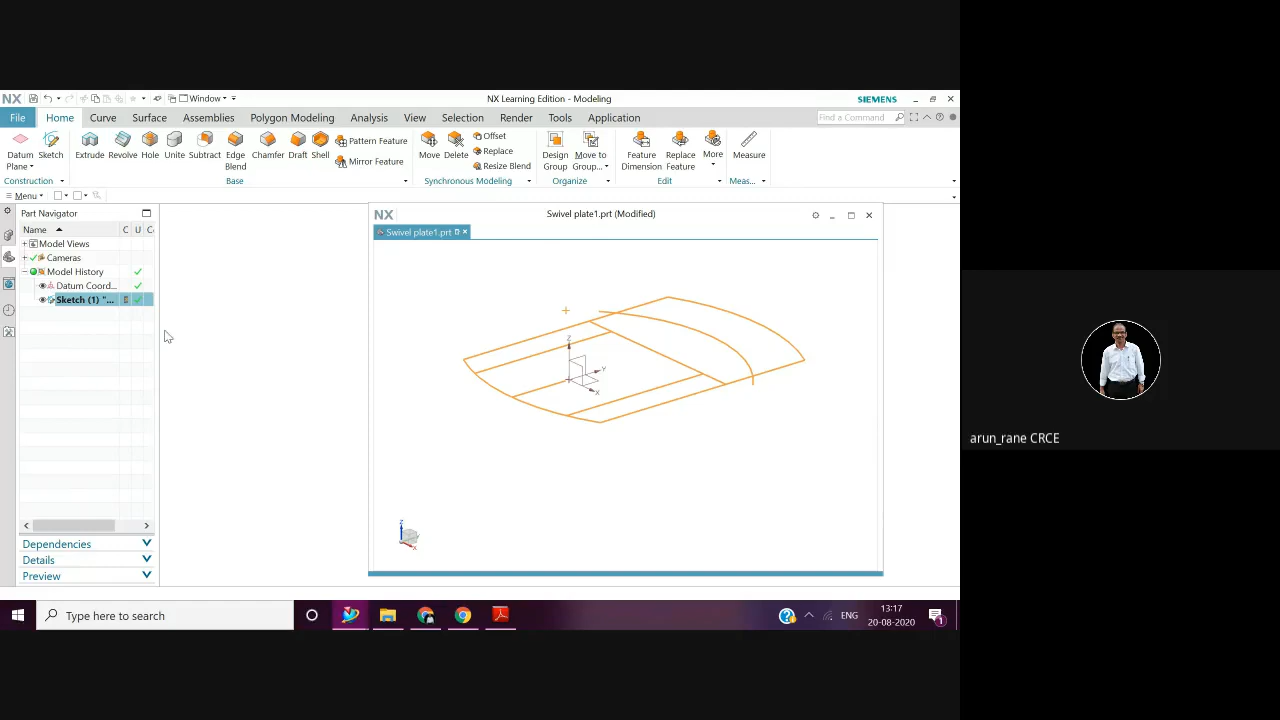 NX Window NX Learning Edition - Modeling SIEMENS
File Home Curve Surface Assemblies Polygon Modeling Analysis View Selection Render Tools Application Find a Command
Datum Plane Sketch Extrude Revolve Hole Unite Subtract Edge Blend Chamfer Draft Shell Pattern Feature Mirror Feature Move Delete Offset Replace Resize Blend Design Group Move to Group... Feature Dimension Replace Feature More Measure
Construction Base Synchronous Modeling Organize Edit Meas...
Menu
Part Navigator
Name C U C
Model Views
Cameras
Model History
Datum Coord...
Sketch (1) "...
Dependencies
Details
Preview
NX Swivel plate1.prt (Modified)
Swivel plate1.prt
Z
Y
X
Z
X
arun_rane CRCE
Type here to search
ENG
13:17
20-08-2020
1